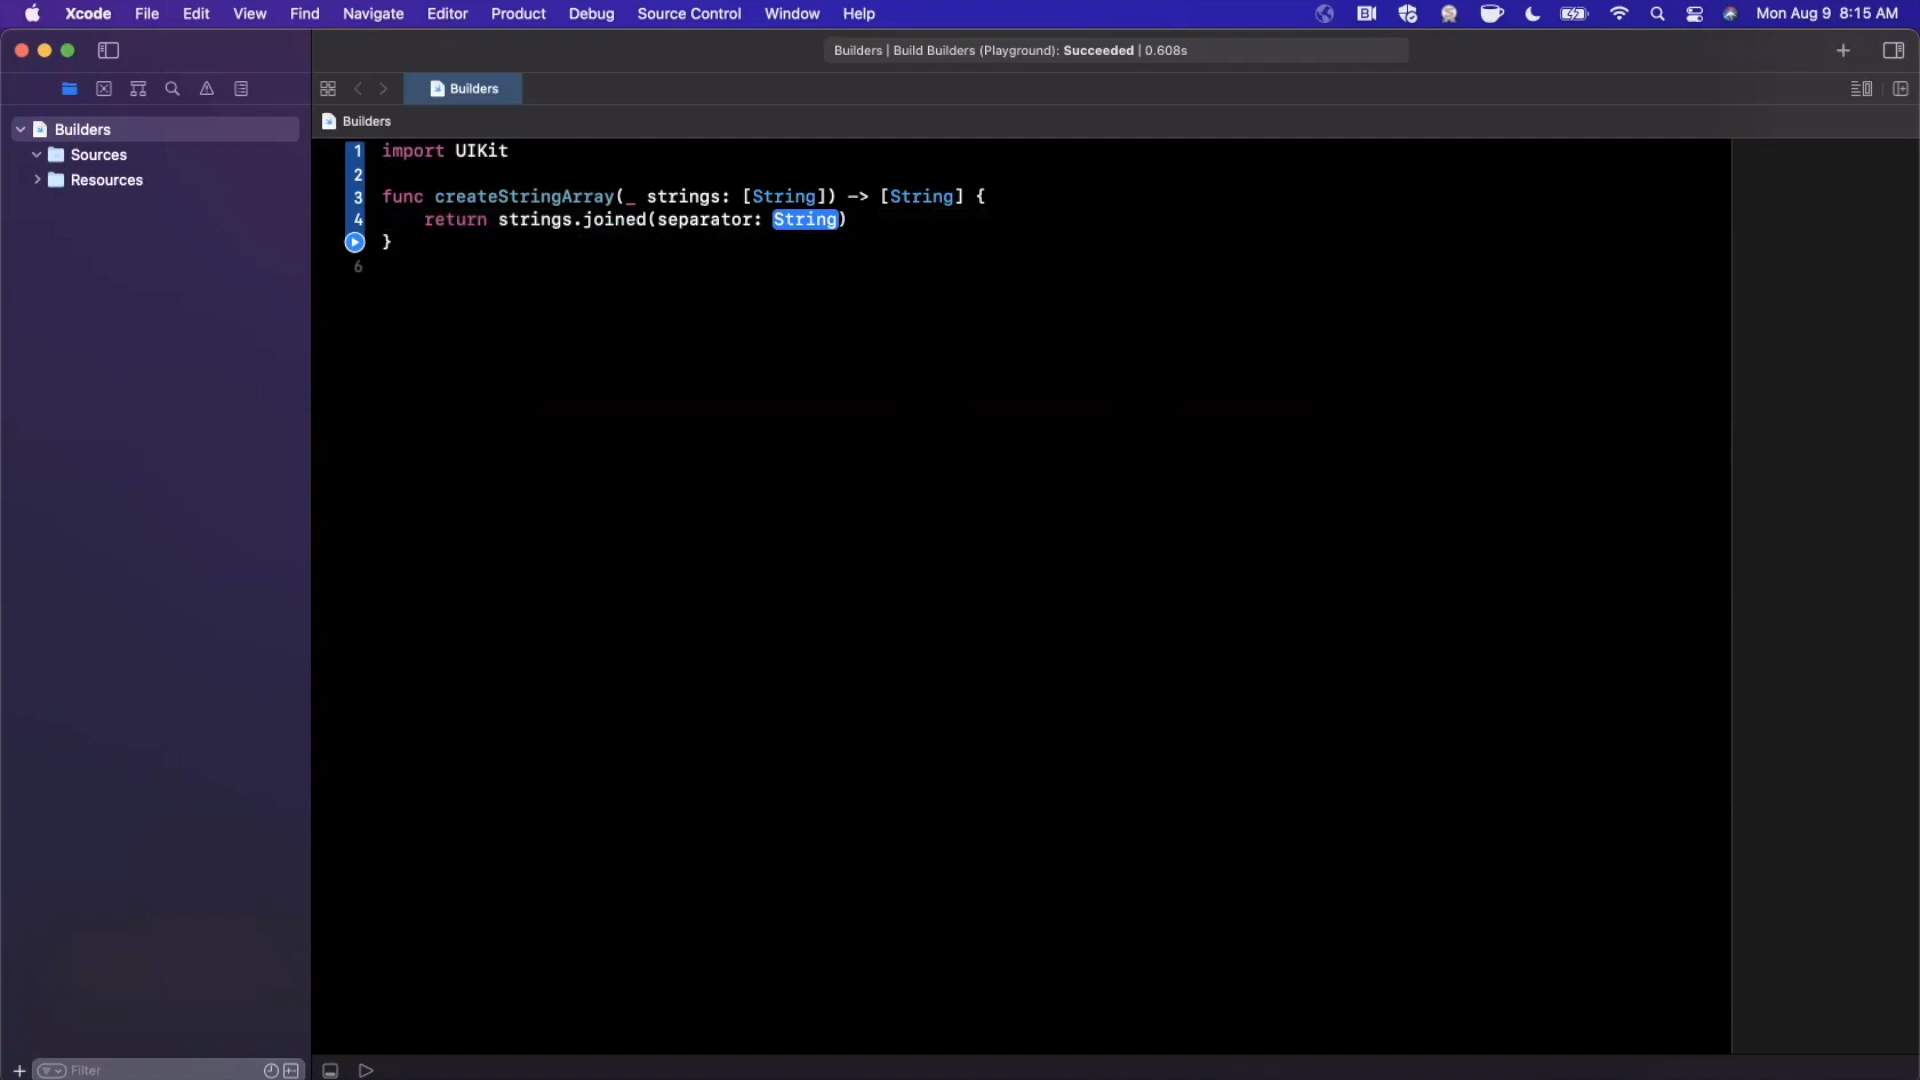 Xcode File Edit View Find Navigate Editor Product Debug Source Control Window Help Mon Aug 9 8:15 AM
Builders | Build Builders (Playground): Succeeded | 0.608s
Builders
Builders
Builders
Sources
Resources
1 import UIKit
2
3 func createStringArray(_ strings: [String]) -> [String] {
4 return strings.joined(separator: String)
}
6
Filter